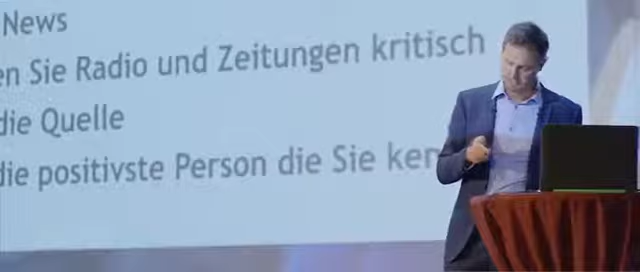 News
en Sie Radio und Zeitungen kritisch
die Quelle
die positivste Person die Sie ken